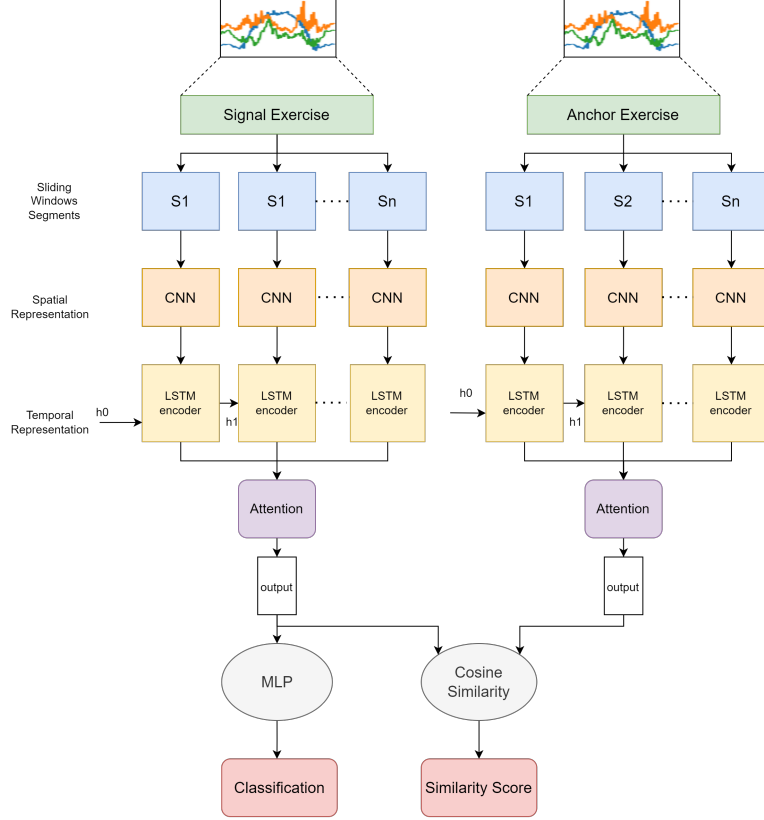 Signal Exercise
Anchor Exercise
Sliding
Windows
Segments
S1
S1
Sn
S1
S2
Sn
Spatial
Representation
CNN
CNN
CNN
CNN
CNN
CNN
Temporal
Representation
h0
LSTM
encoder
h1
LSTM
encoder
LSTM
encoder
h0
LSTM
encoder
h1
LSTM
encoder
LSTM
encoder
Attention
Attention
output
output
MLP
Cosine
Similarity
Classification
Similarity Score